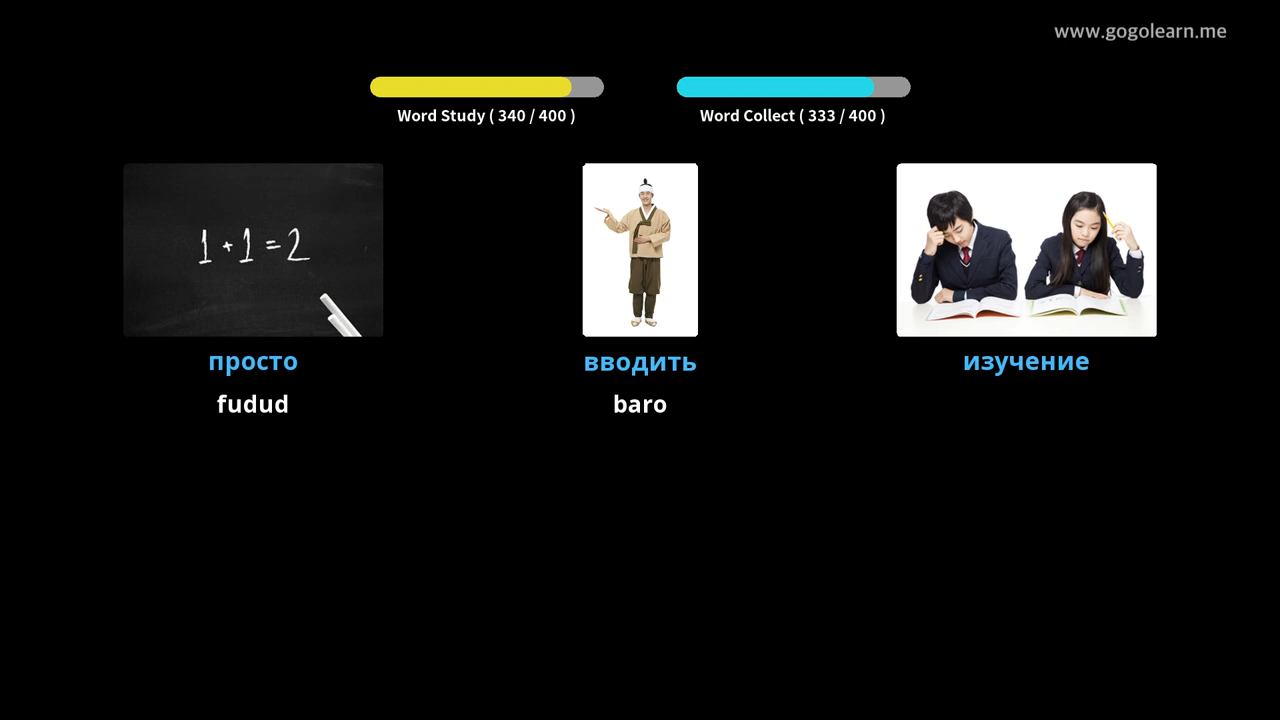 www.gogolearn.me
Word Study ( 340 / 400 )
Word Collect ( 333 / 400 )
1 + 1 = 2
просто
вводить
изучение
fudud
baro